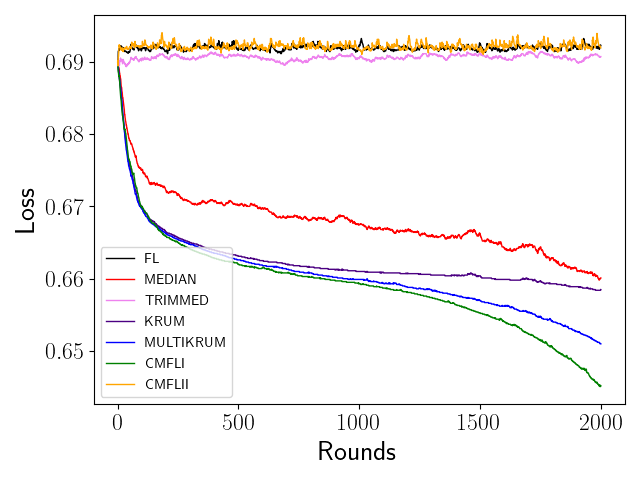 0.69
0.68
0.67
0.66
0.65
Loss
FL
MEDIAN
TRIMMED
KRUM
MULTIKRUM
CMFLI
CMFLII
0 500 1000 1500 2000
Rounds